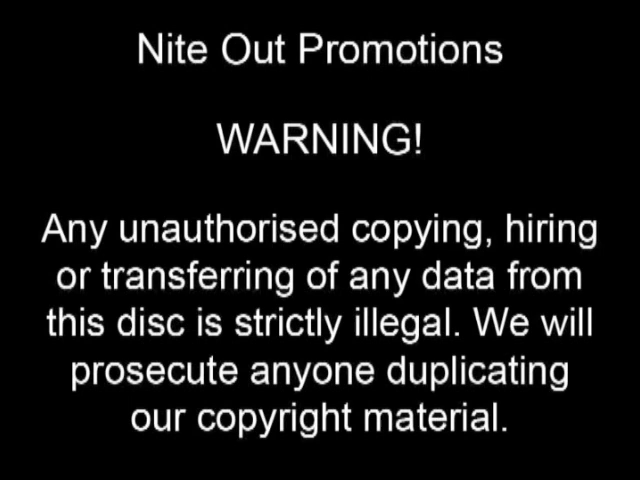 Nite Out Promotions
WARNING!
Any unauthorised copying, hiring
or transferring of any data from
this disc is strictly illegal. We will
prosecute anyone duplicating
our copyright material.